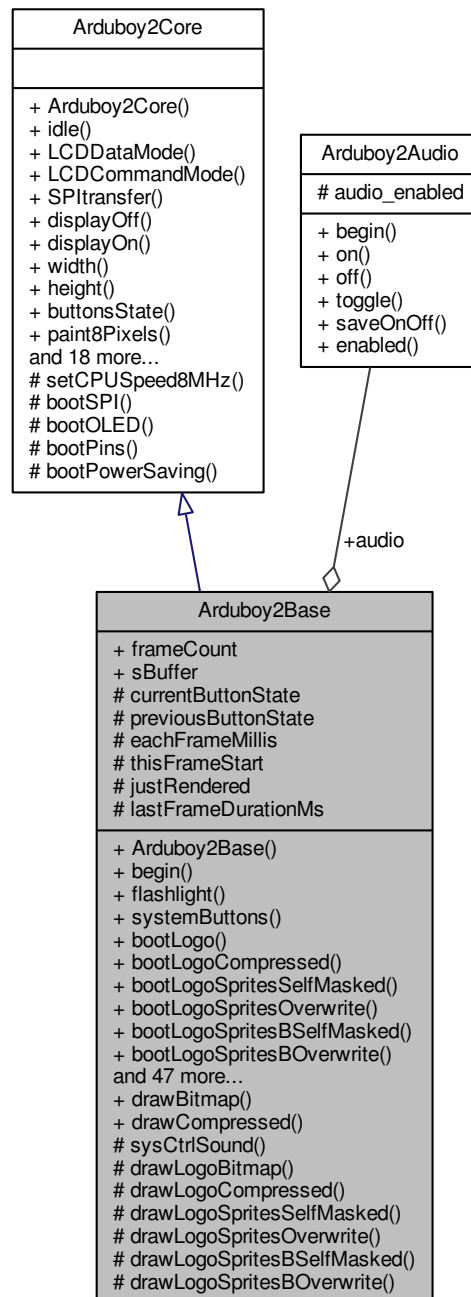 Arduboy2Core
+ Arduboy2Core()
+ idle()
+ LCDDataMode()
+ LCDCommandMode()
+ SPItransfer()
+ displayOff()
+ displayOn()
+ width()
+ height()
+ buttonsState()
+ paint8Pixels()
and 18 more...
# setCPUSpeed8MHz()
# bootSPI()
# bootOLED()
# bootPins()
# bootPowerSaving()
Arduboy2Audio
# audio_enabled
+ begin()
+ on()
+ off()
+ toggle()
+ saveOnOff()
+ enabled()
+audio
Arduboy2Base
+ frameCount
+ sBuffer
# currentButtonState
# previousButtonState
# eachFrameMillis
# thisFrameStart
# justRendered
# lastFrameDurationMs
+ Arduboy2Base()
+ begin()
+ flashlight()
+ systemButtons()
+ bootLogo()
+ bootLogoCompressed()
+ bootLogoSpritesSelfMasked()
+ bootLogoSpritesOverwrite()
+ bootLogoSpritesBSelfMasked()
+ bootLogoSpritesBOverwrite()
and 47 more...
+ drawBitmap()
+ drawCompressed()
# sysCtrlSound()
# drawLogoBitmap()
# drawLogoCompressed()
# drawLogoSpritesSelfMasked()
# drawLogoSpritesOverwrite()
# drawLogoSpritesBSelfMasked()
# drawLogoSpritesBOverwrite()